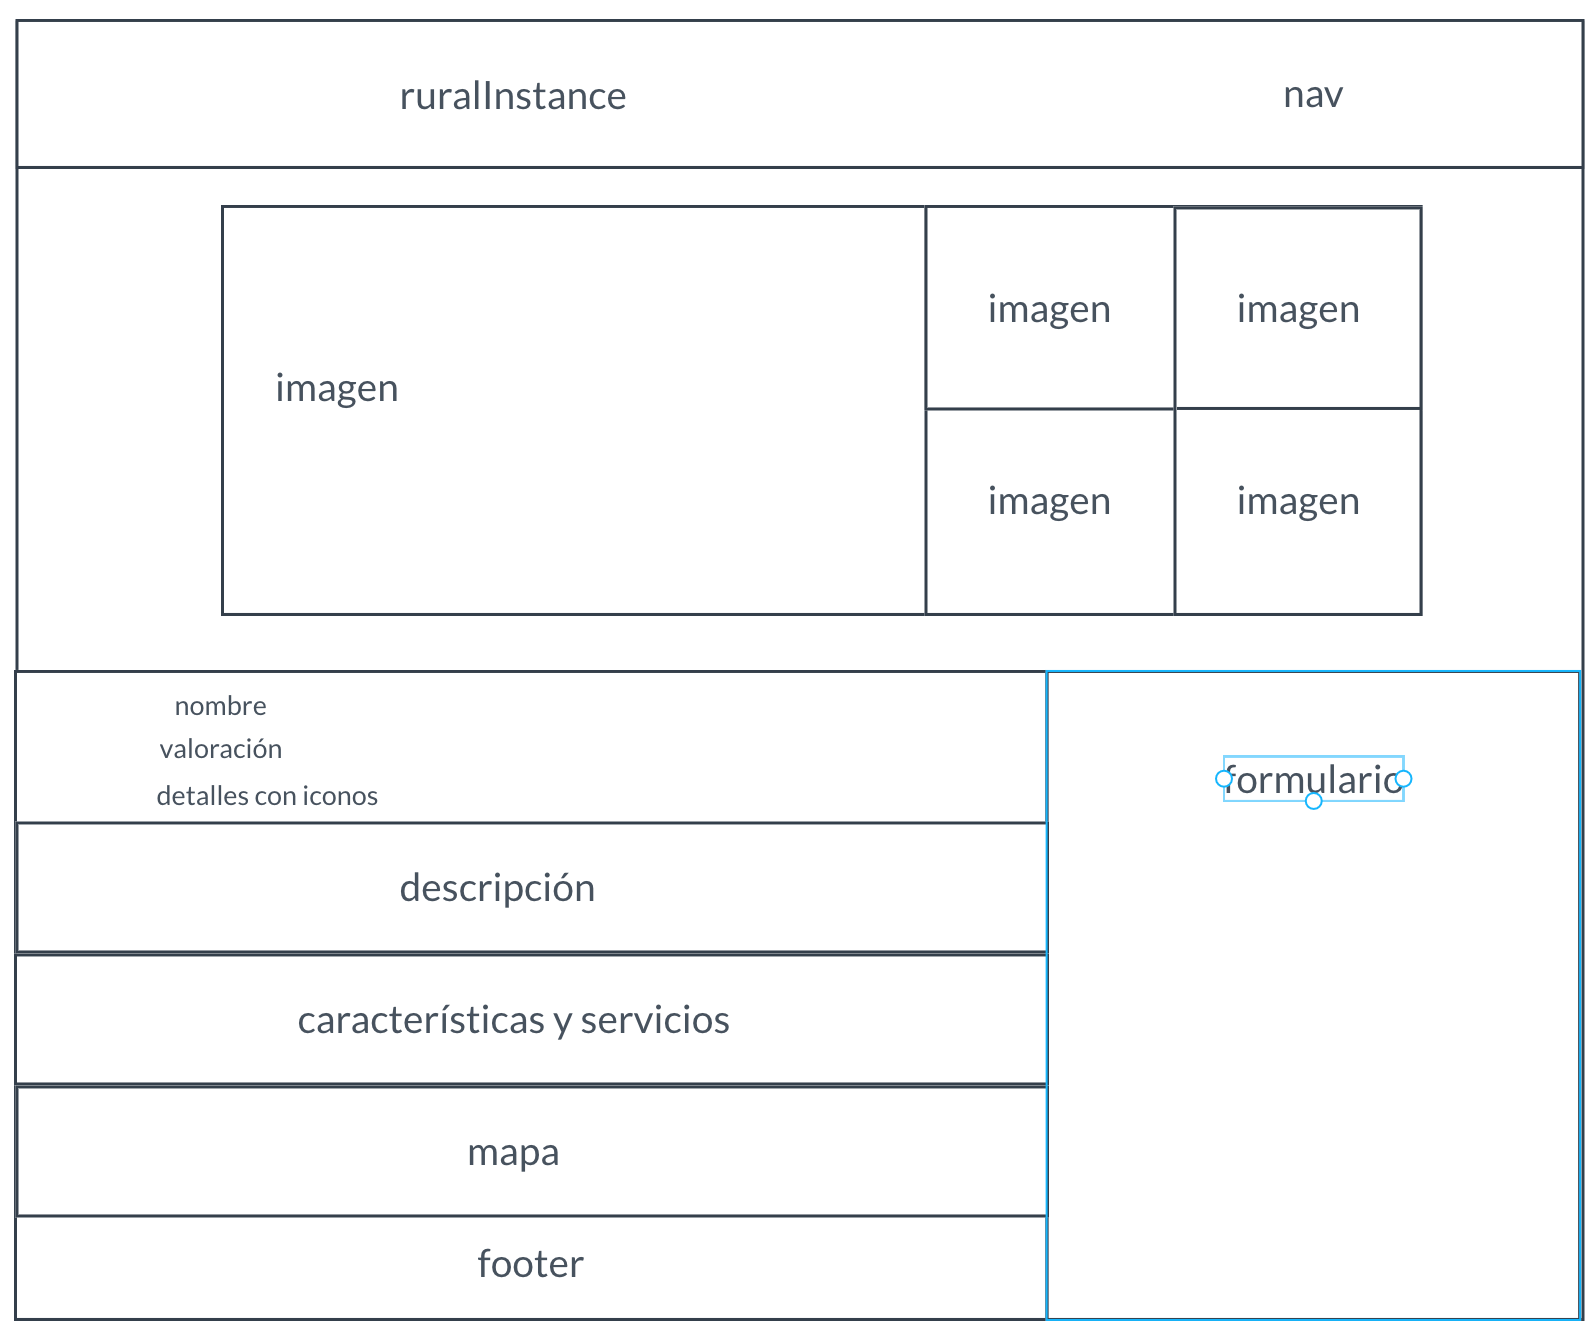 ruralInstance
nav
imagen
imagen
imagen
imagen
imagen
nombre
valoración
detalles con iconos
formulario
descripción
características y servicios
mapa
footer